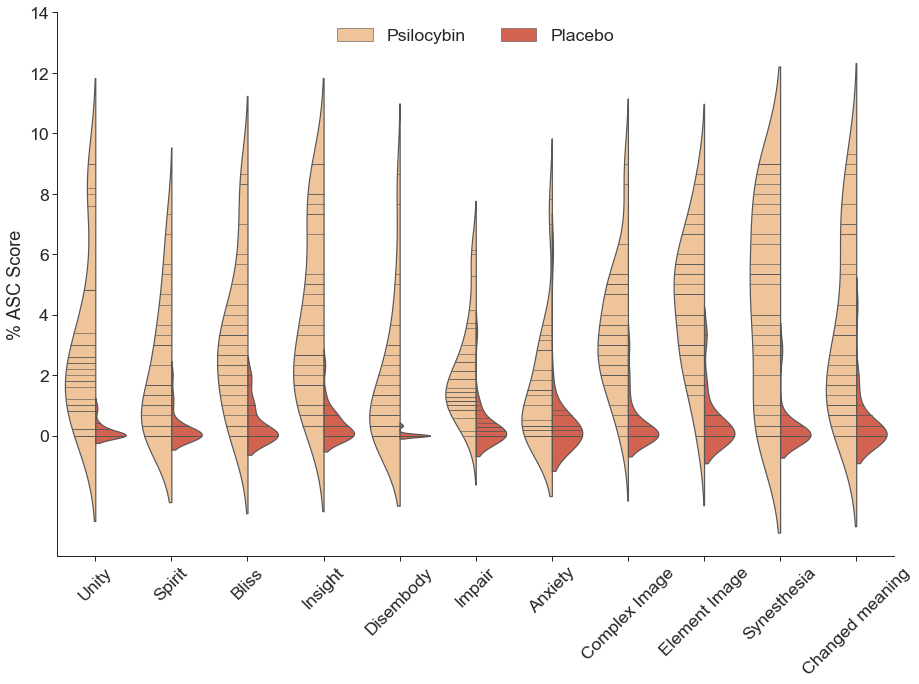 14
Psilocybin Placebo
12
10
8
6
4
2
0
% ASC Score
Unity
Spirit
Bliss
Insight
Disembody
Impair
Anxiety
Complex Image
Element Image
Synesthesia
Changed meaning